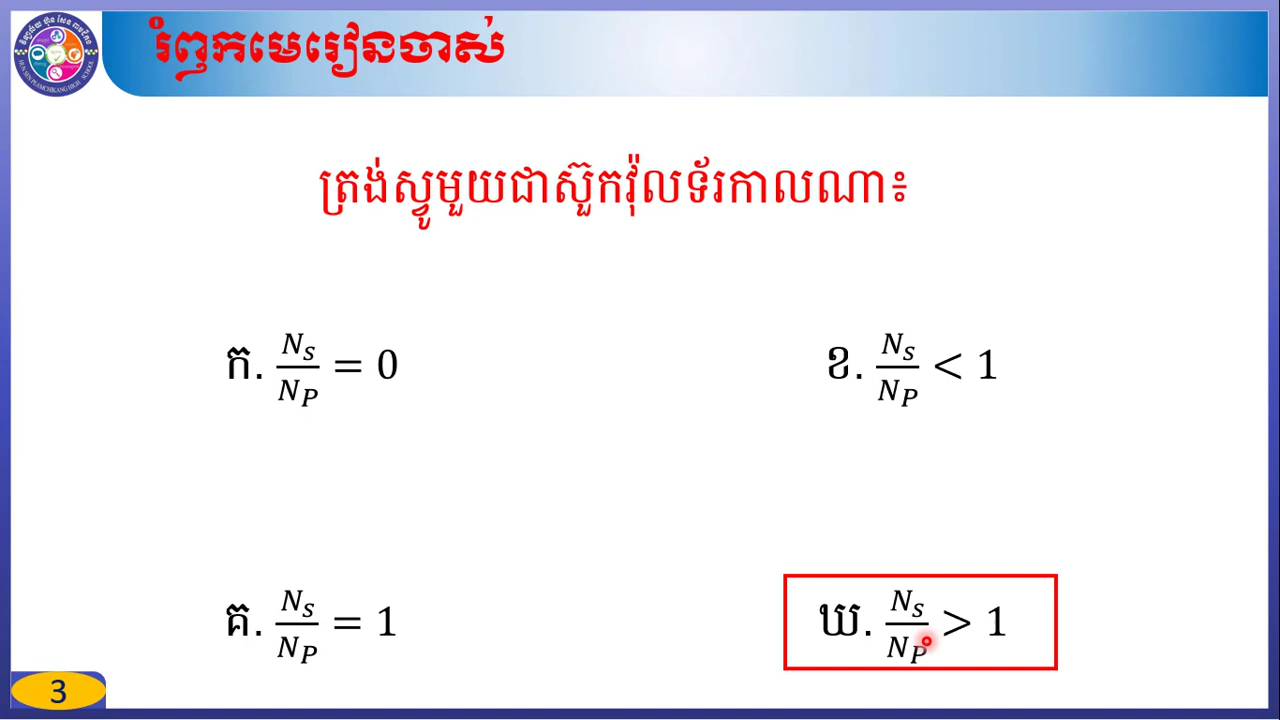 រំឭកមេរៀនចាស់
ត្រង់ស្វូមួយជាស៊ួកវ៉ុលទ័រកាលណា៖
ក. N_S/N_P = 0
ខ. N_S/N_P < 1
គ. N_S/N_P = 1
ឃ. N_S/N_P > 1
3